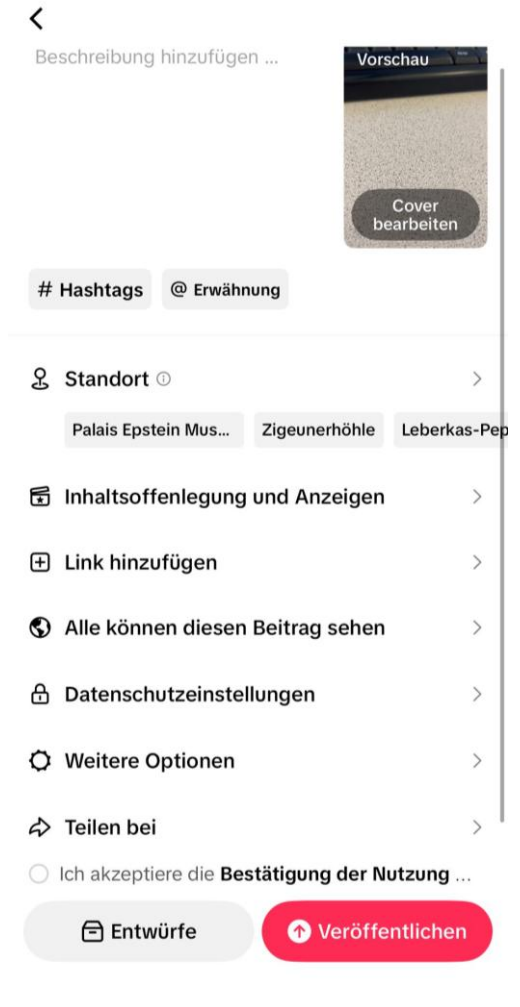 Beschreibung hinzufügen ...
Vorschau
Cover
bearbeiten
# Hashtags
@ Erwähnung
Standort
Palais Epstein Mus...
Zigeunerhöhle
Leberkas-Pep
Inhaltsoffenlegung und Anzeigen
Link hinzufügen
Alle können diesen Beitrag sehen
Datenschutzeinstellungen
Weitere Optionen
Teilen bei
Ich akzeptiere die Bestätigung der Nutzung ...
Entwürfe
Veröffentlichen